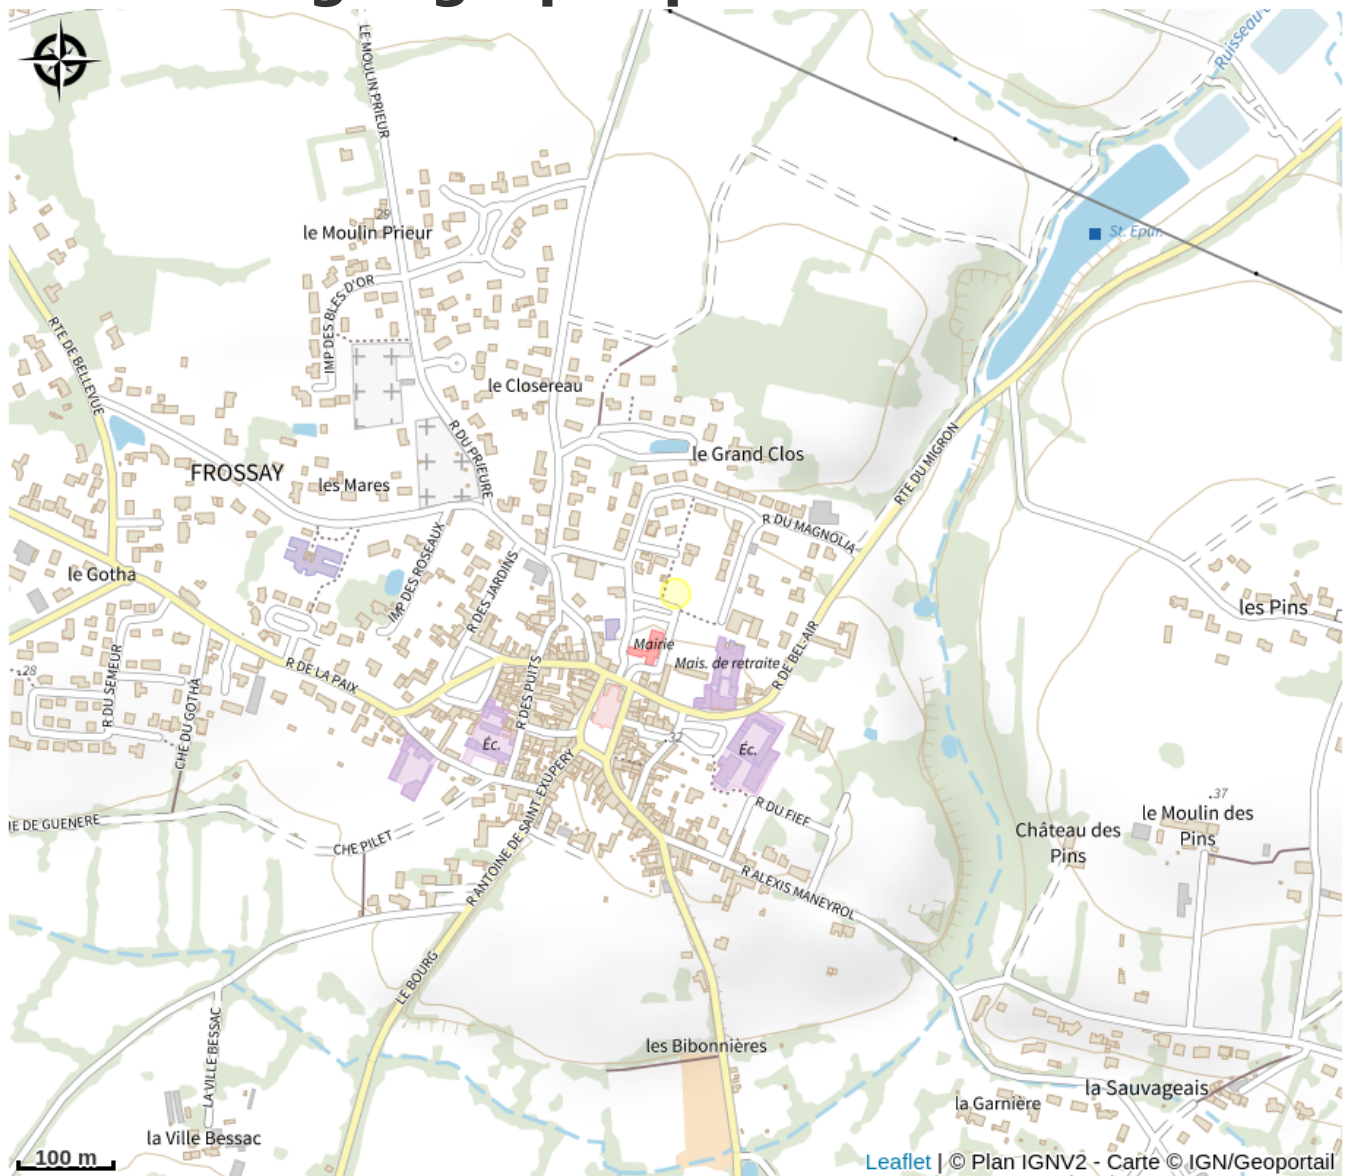 LE MOULIN PRIEUR
29
le Moulin Prieur
IMP DES BLES D'OR
RTE DE BELLEVUE
St. Epur.
le Closereau
R DU PRIEURE
le Grand Clos
RTE DU MIGRON
FROSSAY
les Mares
R DU MAGNOLIA
IMP DES ROSEAUX
R DES JARDINS
le Gotha
les Pins
Mairie
Mais. de retraite
R DE BEL-AIR
28
R DU SEMEUR
CHE DU GOTHA
R DE LA PAIX
R DES PUITS
Éc.
32
Éc.
R ANTOINE DE SAINT-EXUPERY
R DU FIEF
37
le Moulin des
Pins
Château des
Pins
IE DE GUENERE
CHE PILET
R ALEXIS MANEYROL
LE BOURG
LA VILLE BESSAC
les Bibonnières
la Sauvageais
la Garnière
la Ville Bessac
100 m
Leaflet | © Plan IGNV2 - Carte © IGN/Geoportail